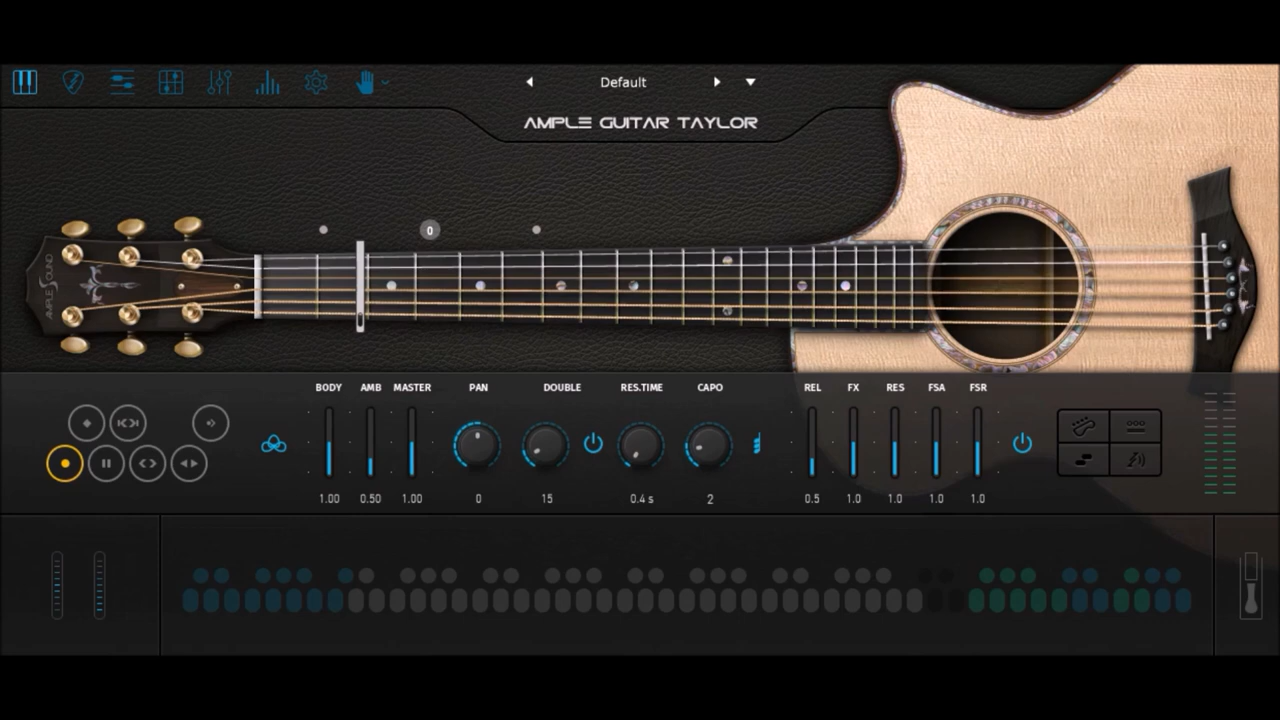 Default
AMPLE GUITAR TAYLOR
0
AMPLE SOUND
BODY AMB MASTER PAN DOUBLE RES.TIME CAPO REL FX RES FSA FSR
1.00 0.50 1.00 0 15 0.4 s 2 0.5 1.0 1.0 1.0 1.0